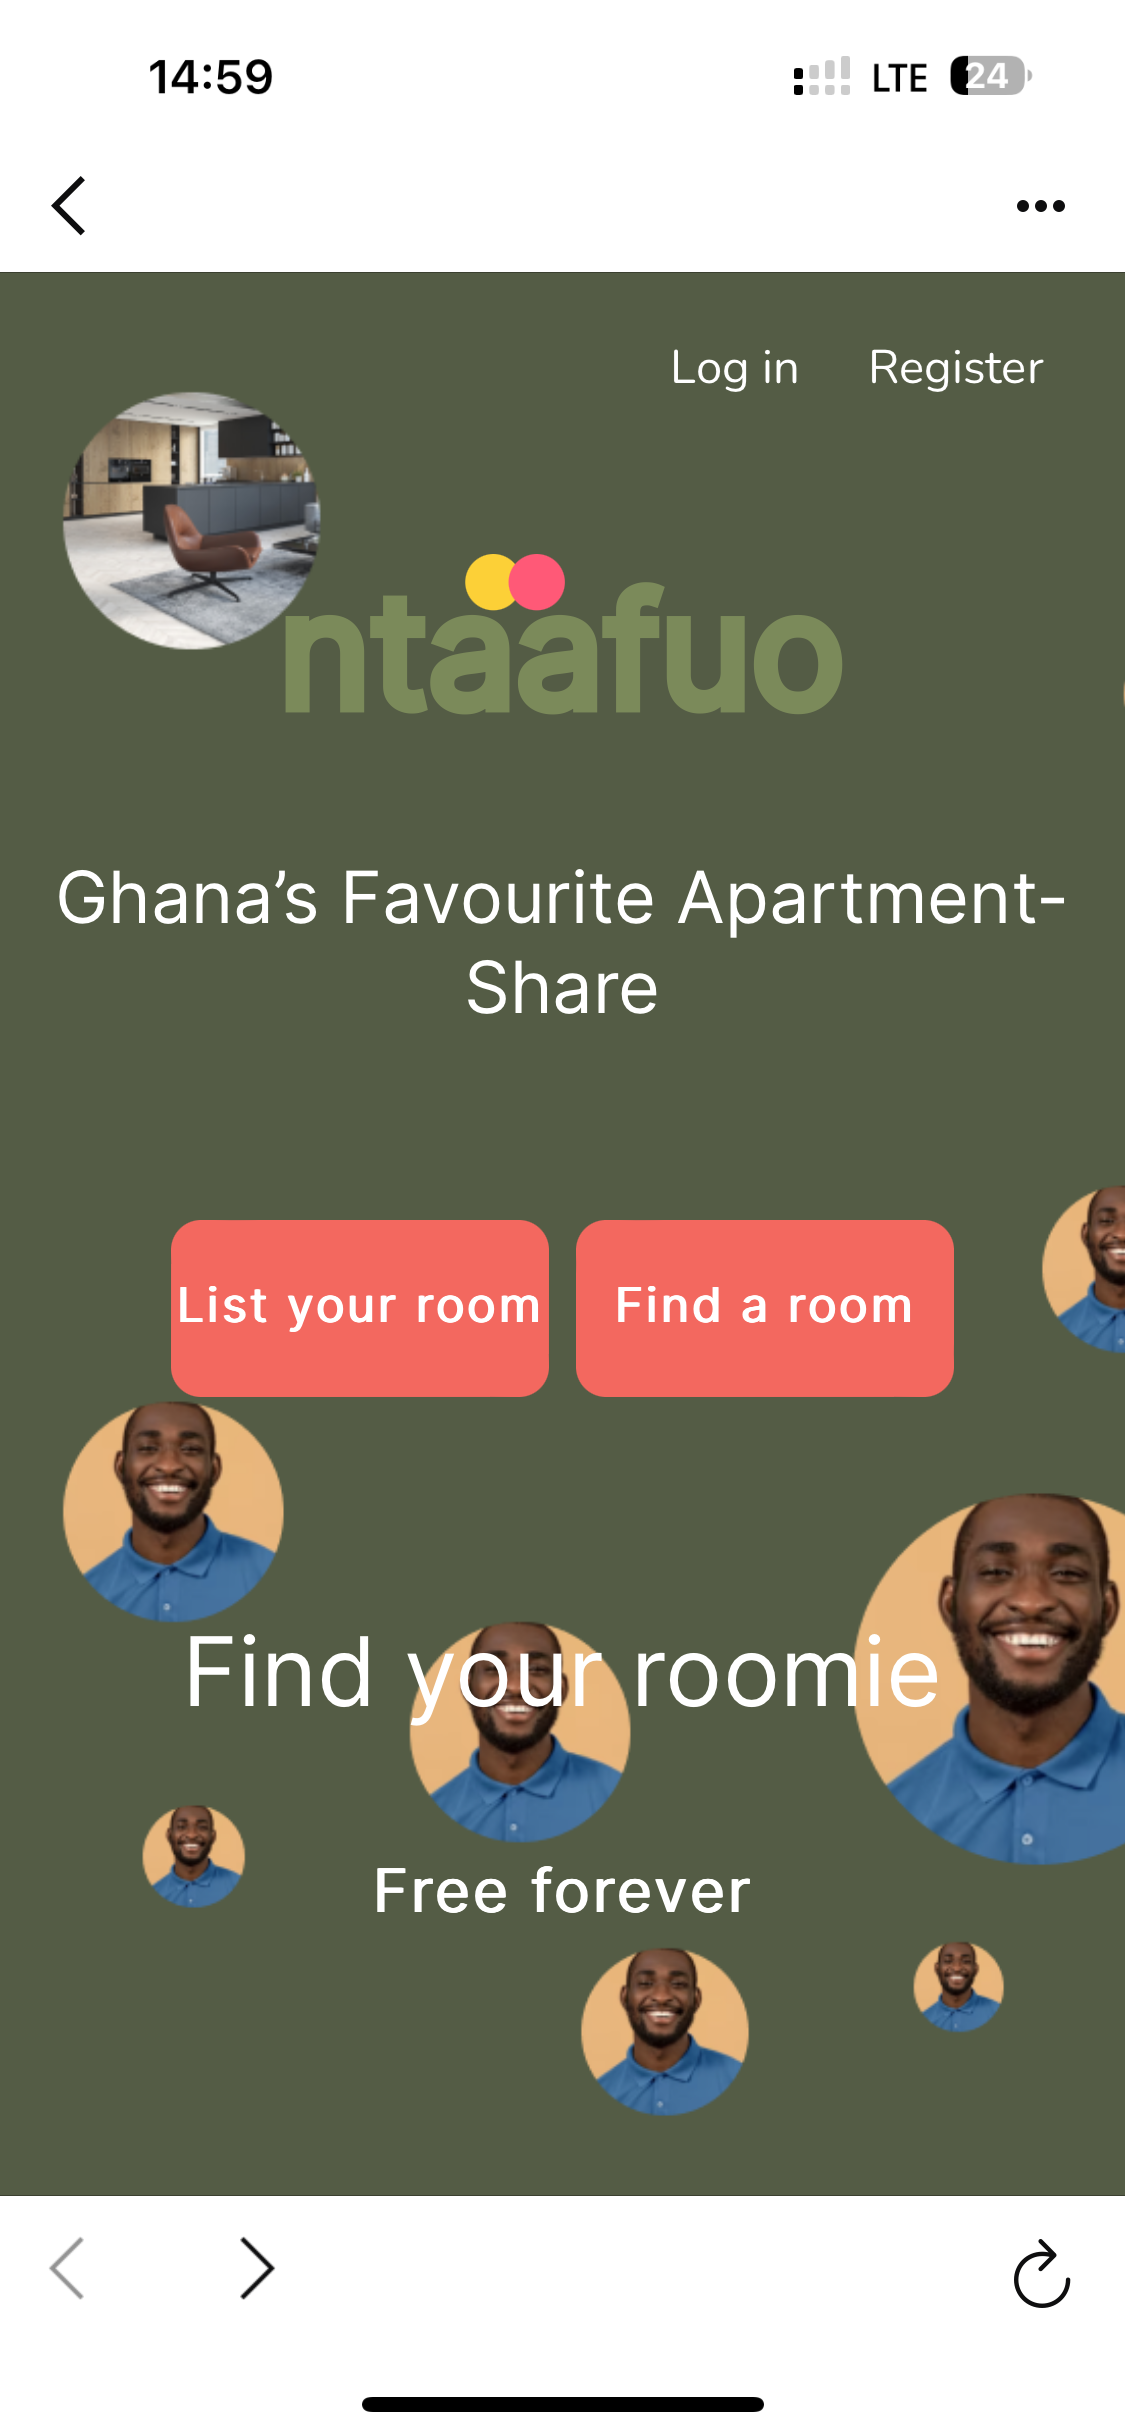 14:59
LTE 24
Log in Register
ntaafuo
Ghana’s Favourite Apartment-
Share
List your room Find a room
Find your roomie
Free forever